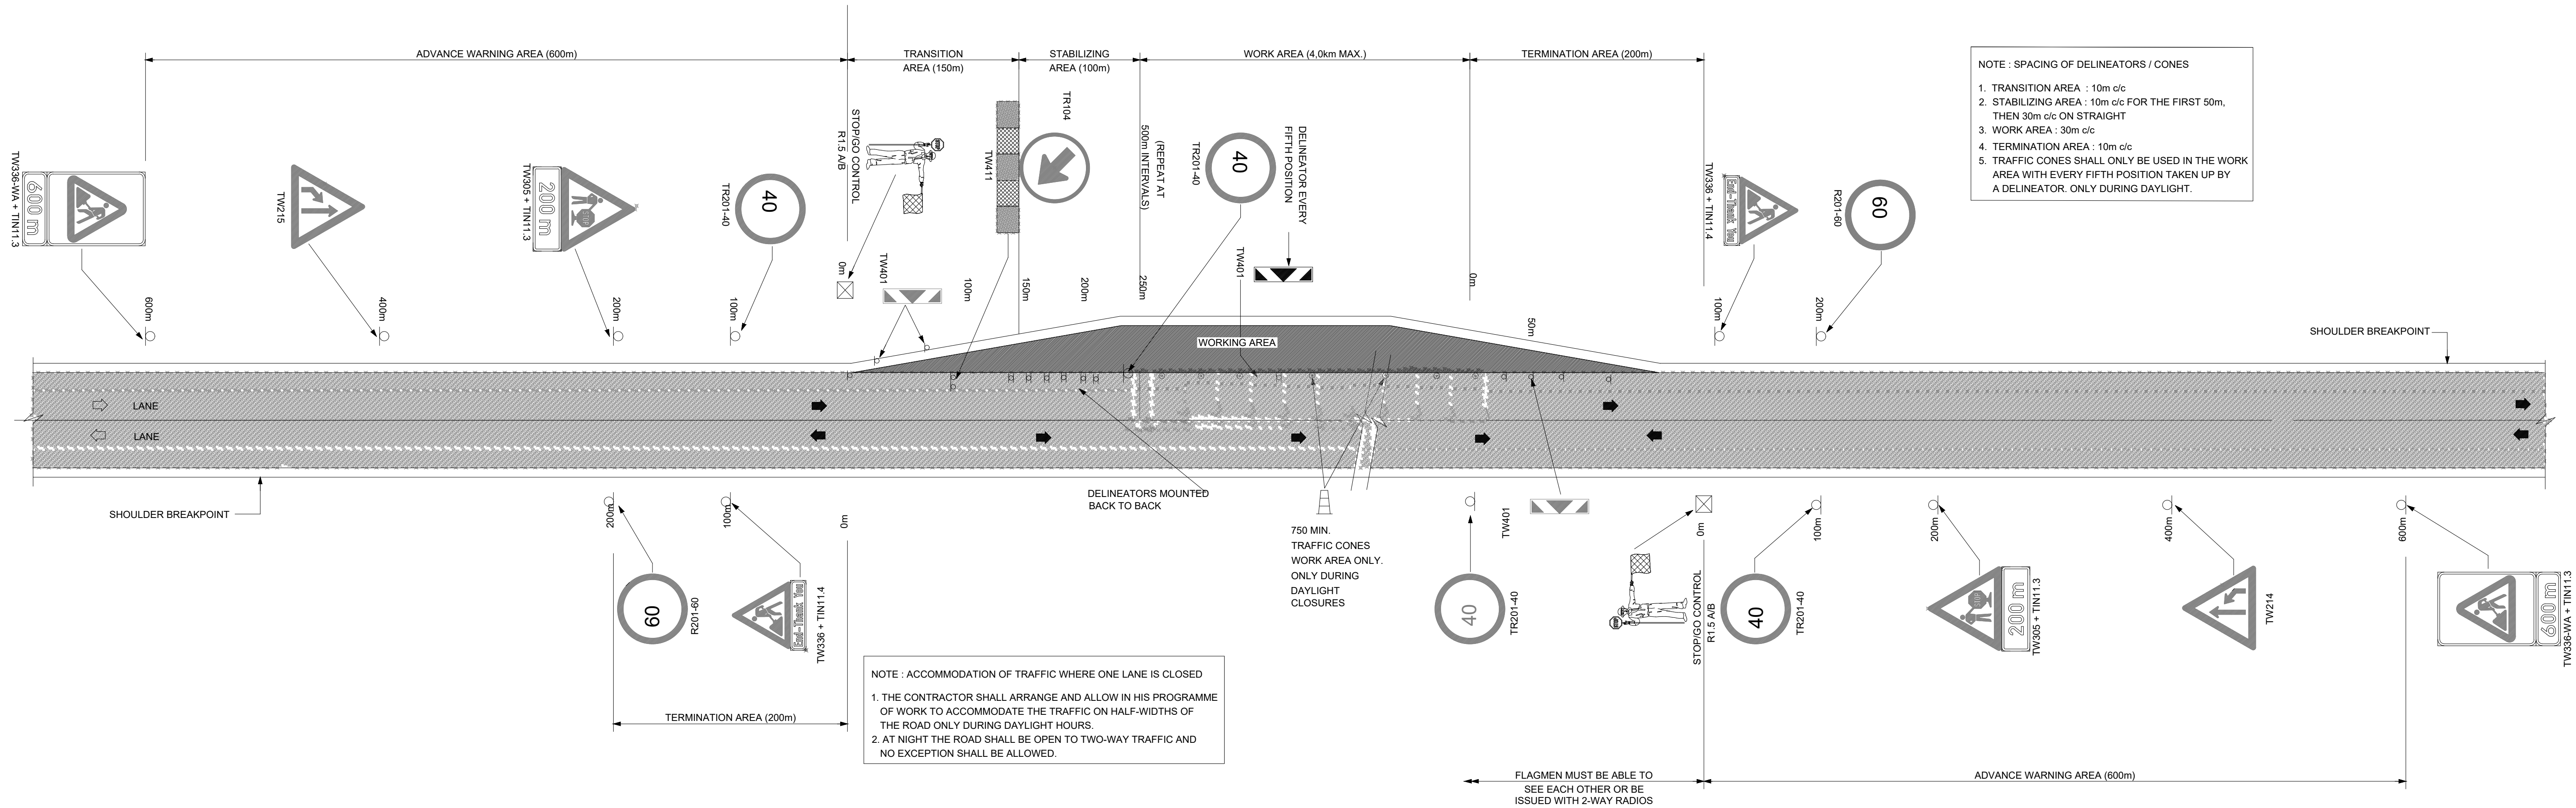 ADVANCE WARNING AREA (600m)
TRANSITION
AREA (150m)
STABILIZING
AREA (100m)
WORK AREA (4,0km MAX.)
TERMINATION AREA (200m)
NOTE : SPACING OF DELINEATORS / CONES
1. TRANSITION AREA : 10m c/c
2. STABILIZING AREA : 10m c/c FOR THE FIRST 50m,
THEN 30m c/c ON STRAIGHT
3. WORK AREA : 30m c/c
4. TERMINATION AREA : 10m c/c
5. TRAFFIC CONES SHALL ONLY BE USED IN THE WORK
AREA WITH EVERY FIFTH POSITION TAKEN UP BY
A DELINEATOR. ONLY DURING DAYLIGHT.
TW336-WA + TIN11.3
600 m
TW215
TW305 + TIN11.3
200 m
STOP
TR201-40
40
STOP/GO CONTROL
R1.5 A/B
STOP
TW411
TR104
500m INTERVALS)
(REPEAT AT
TR201-40
40
DELINEATOR EVERY
FIFTH POSITION
TW336 + TIN11.4
End-Thank You
R201-60
60
600m
400m
200m
100m
0m
TW401
100m
150m
200m
250m
TW401
0m
50m
100m
200m
SHOULDER BREAKPOINT
WORKING AREA
LANE
LANE
SHOULDER BREAKPOINT
DELINEATORS MOUNTED
BACK TO BACK
750 MIN.
TRAFFIC CONES
WORK AREA ONLY.
ONLY DURING
DAYLIGHT
CLOSURES
200m
100m
0m
60
R201-60
End-Thank You
TW336 + TIN11.4
TERMINATION AREA (200m)
NOTE : ACCOMMODATION OF TRAFFIC WHERE ONE LANE IS CLOSED
1. THE CONTRACTOR SHALL ARRANGE AND ALLOW IN HIS PROGRAMME
OF WORK TO ACCOMMODATE THE TRAFFIC ON HALF-WIDTHS OF
THE ROAD ONLY DURING DAYLIGHT HOURS.
2. AT NIGHT THE ROAD SHALL BE OPEN TO TWO-WAY TRAFFIC AND
NO EXCEPTION SHALL BE ALLOWED.
TW401
40
TR201-40
STOP
STOP/GO CONTROL
R1.5 A/B
0m
100m
200m
400m
600m
40
TR201-40
STOP
200 m
TW305 + TIN11.3
TW214
600 m
TW336-WA + TIN11.3
FLAGMEN MUST BE ABLE TO
SEE EACH OTHER OR BE
ISSUED WITH 2-WAY RADIOS
ADVANCE WARNING AREA (600m)